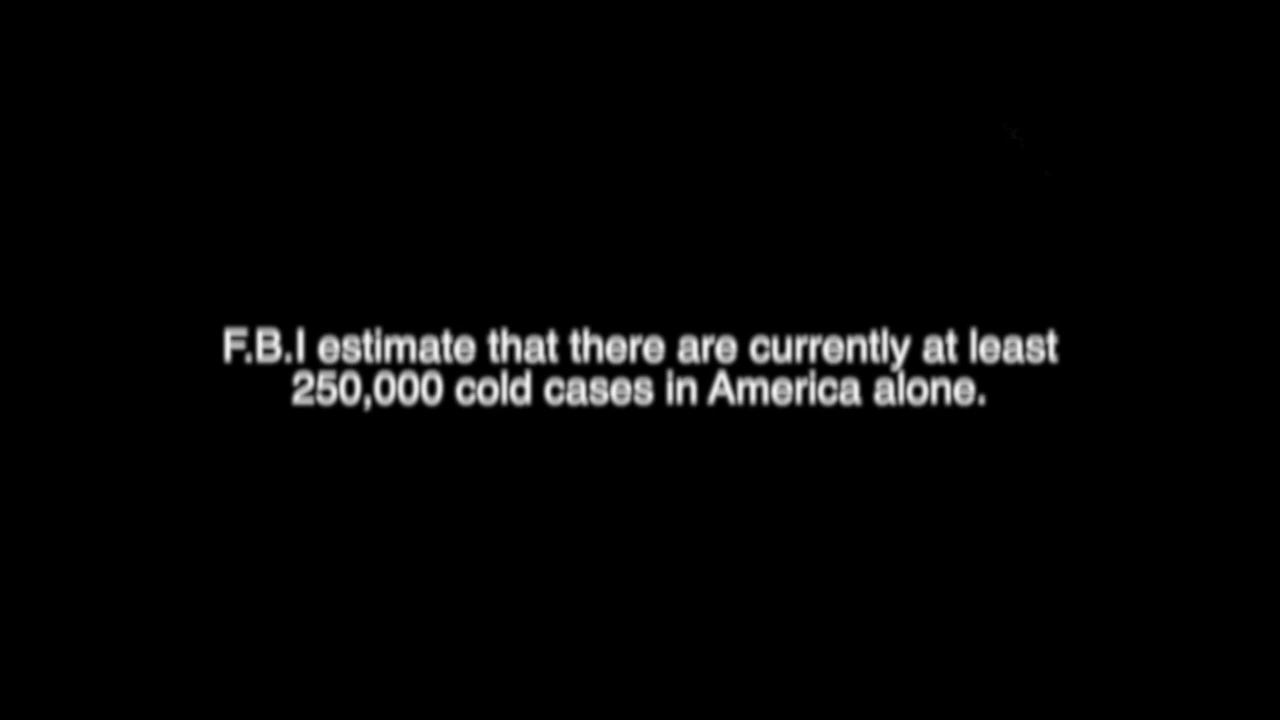 F.B.I estimate that there are currently at least
250,000 cold cases in America alone.